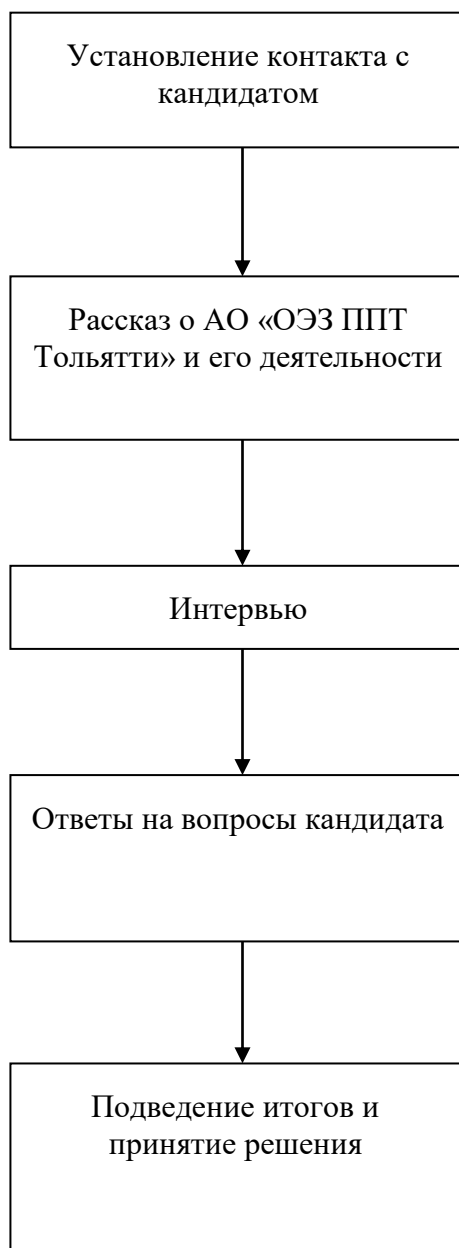 Установление контакта с
кандидатом
Рассказ о АО «ОЭЗ ППТ
Тольятти» и его деятельности
Интервью
Ответы на вопросы кандидата
Подведение итогов и
принятие решения